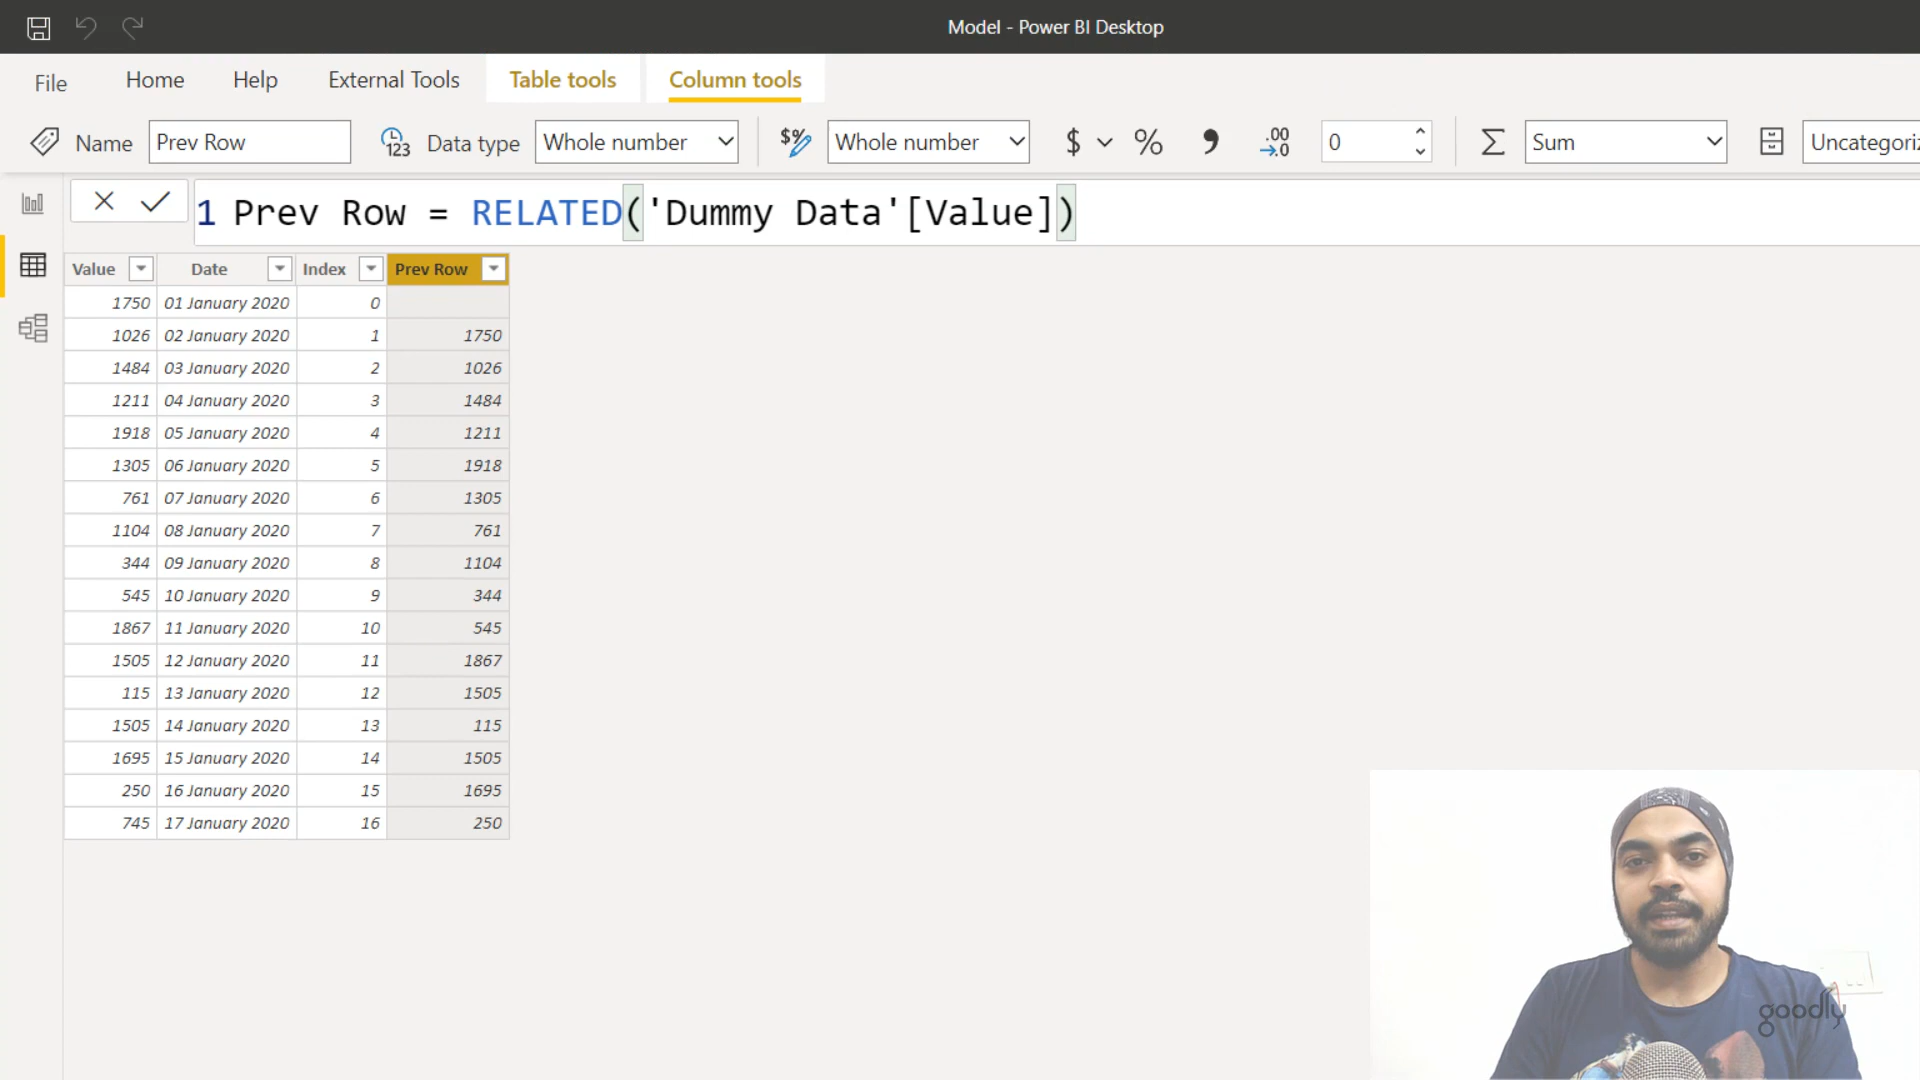 Model - Power BI Desktop
File Home Help External Tools Table tools Column tools
Name Prev Row 123 Data type Whole number $% Whole number $ % , .00 →.0 0 Σ Sum Uncategoriz
1 Prev Row = RELATED('Dummy Data'[Value])
Value Date Index Prev Row
1750 01 January 2020 0
1026 02 January 2020 1 1750
1484 03 January 2020 2 1026
1211 04 January 2020 3 1484
1918 05 January 2020 4 1211
1305 06 January 2020 5 1918
761 07 January 2020 6 1305
1104 08 January 2020 7 761
344 09 January 2020 8 1104
545 10 January 2020 9 344
1867 11 January 2020 10 545
1505 12 January 2020 11 1867
115 13 January 2020 12 1505
1505 14 January 2020 13 115
1695 15 January 2020 14 1505
250 16 January 2020 15 1695
745 17 January 2020 16 250
goodly